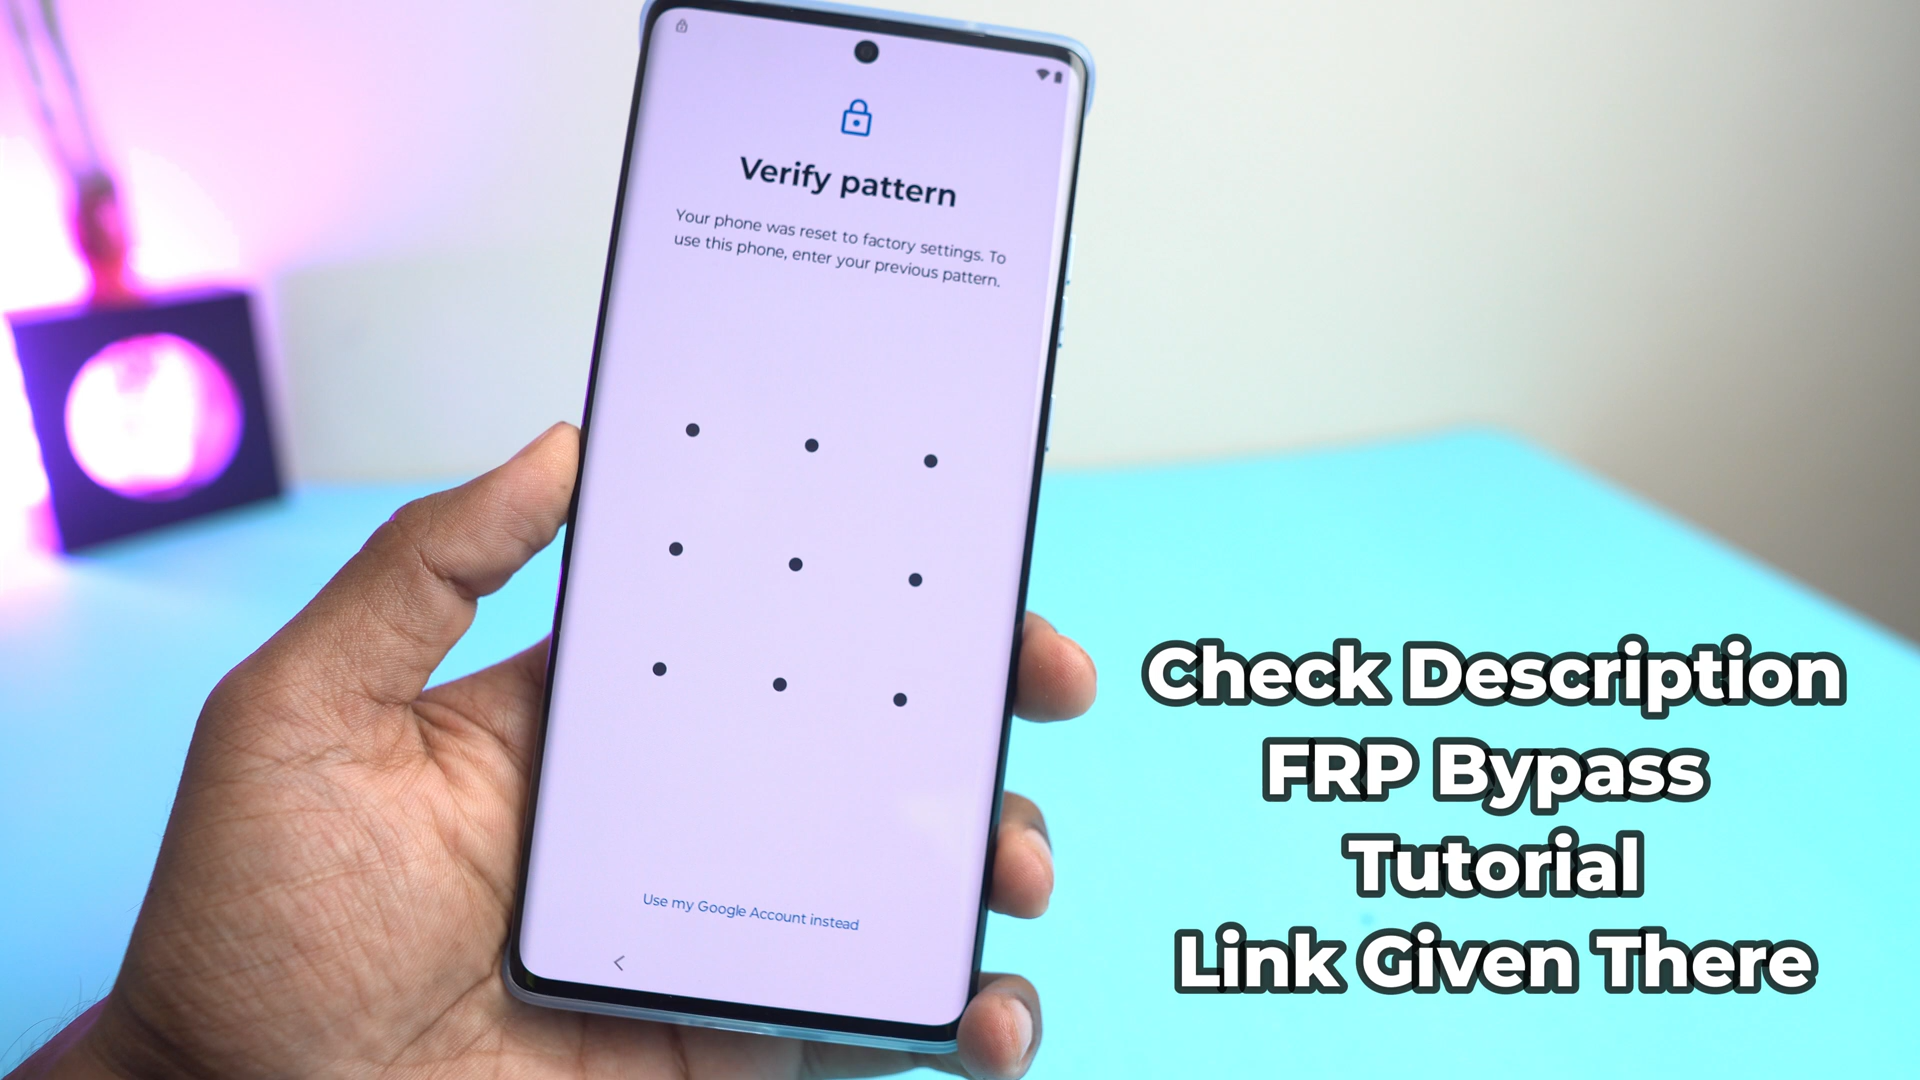 Verify pattern
Your phone was reset to factory settings. To
use this phone, enter your previous pattern.
Use my Google Account instead
Check Description
FRP Bypass
Tutorial
Link Given There